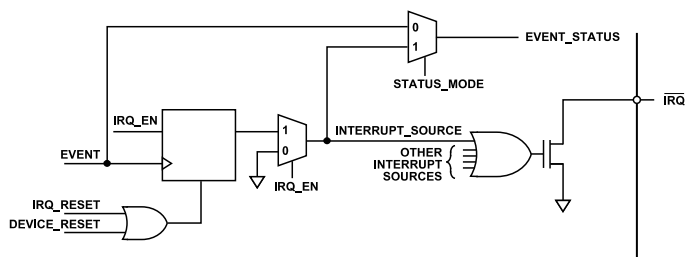 0
1
EVENT_STATUS
STATUS_MODE
IRQ
IRQ_EN
1
INTERRUPT_SOURCE
EVENT
0
OTHER
INTERRUPT
SOURCES
IRQ_EN
IRQ_RESET
DEVICE_RESET